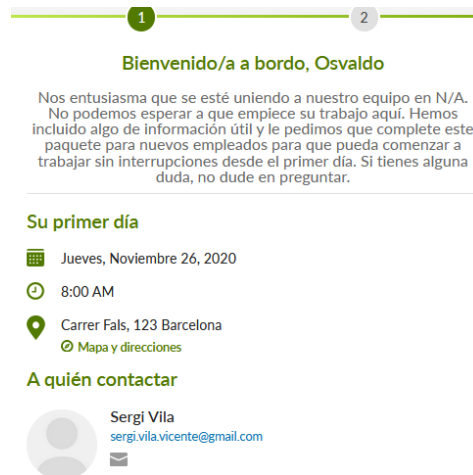 1
2
Bienvenido/a a bordo, Osvaldo
Nos entusiasma que se esté uniendo a nuestro equipo en N/A.
No podemos esperar a que empiece su trabajo aquí. Hemos
incluido algo de información útil y le pedimos que complete este
paquete para nuevos empleados para que pueda comenzar a
trabajar sin interrupciones desde el primer día. Si tienes alguna
duda, no dude en preguntar.
Su primer día
Jueves, Noviembre 26, 2020
8:00 AM
Carrer Fals, 123 Barcelona
Mapa y direcciones
A quién contactar
Sergi Vila
sergi.vila.vicente@gmail.com